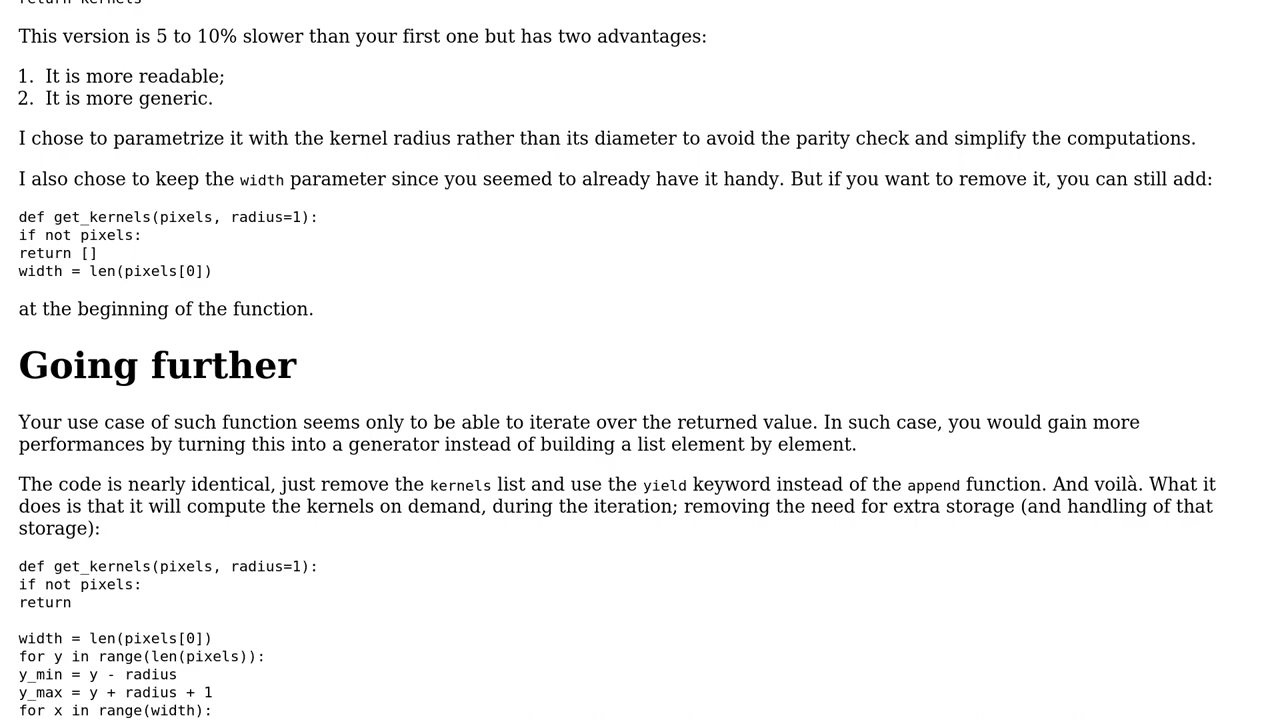 return kernels
This version is 5 to 10% slower than your first one but has two advantages:
1. It is more readable;
2. It is more generic.
I chose to parametrize it with the kernel radius rather than its diameter to avoid the parity check and simplify the computations.
I also chose to keep the width parameter since you seemed to already have it handy. But if you want to remove it, you can still add:
def get_kernels(pixels, radius=1):
if not pixels:
return []
width = len(pixels[0])
at the beginning of the function.
Going further
Your use case of such function seems only to be able to iterate over the returned value. In such case, you would gain more
performances by turning this into a generator instead of building a list element by element.
The code is nearly identical, just remove the kernels list and use the yield keyword instead of the append function. And voilà. What it
does is that it will compute the kernels on demand, during the iteration; removing the need for extra storage (and handling of that
storage):
def get_kernels(pixels, radius=1):
if not pixels:
return
width = len(pixels[0])
for y in range(len(pixels)):
y_min = y - radius
y_max = y + radius + 1
for x in range(width):